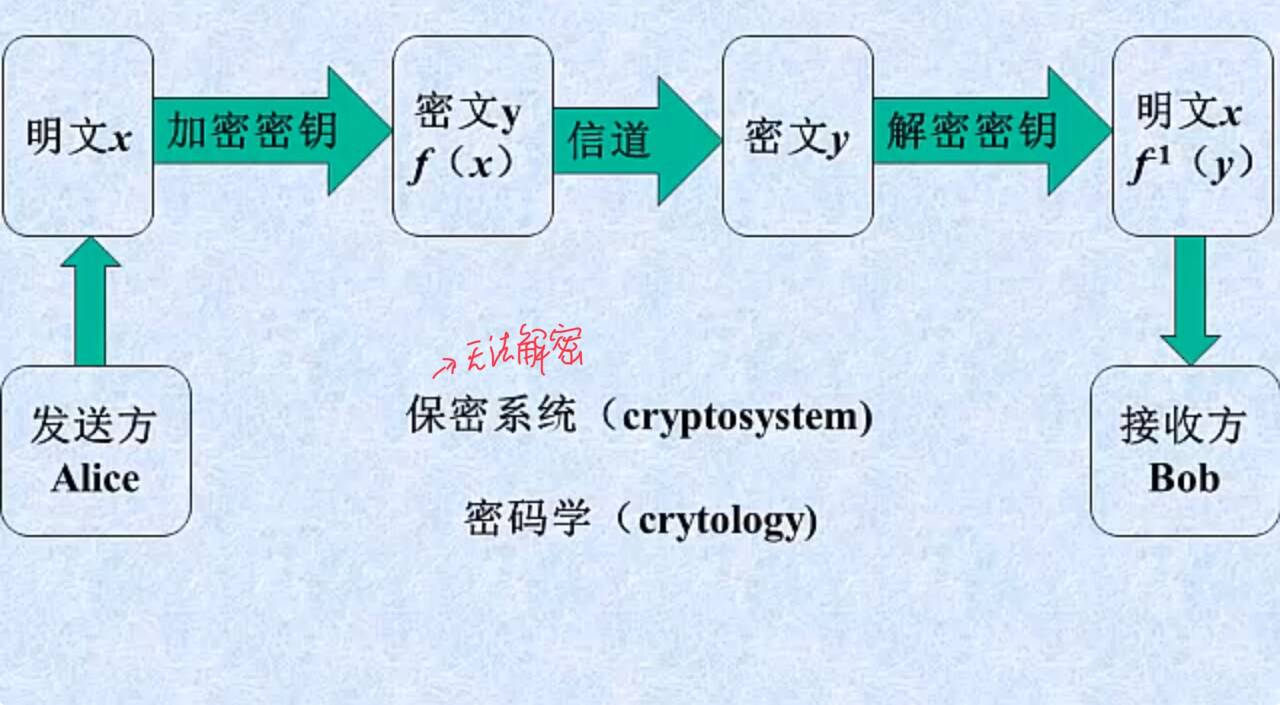 明文x
加密密钥
密文y
f（x）
信道
密文y
解密密钥
明文x
f-1（y）
→无法解密
发送方
Alice
保密系统（cryptosystem)
密码学（crytology)
接收方
Bob